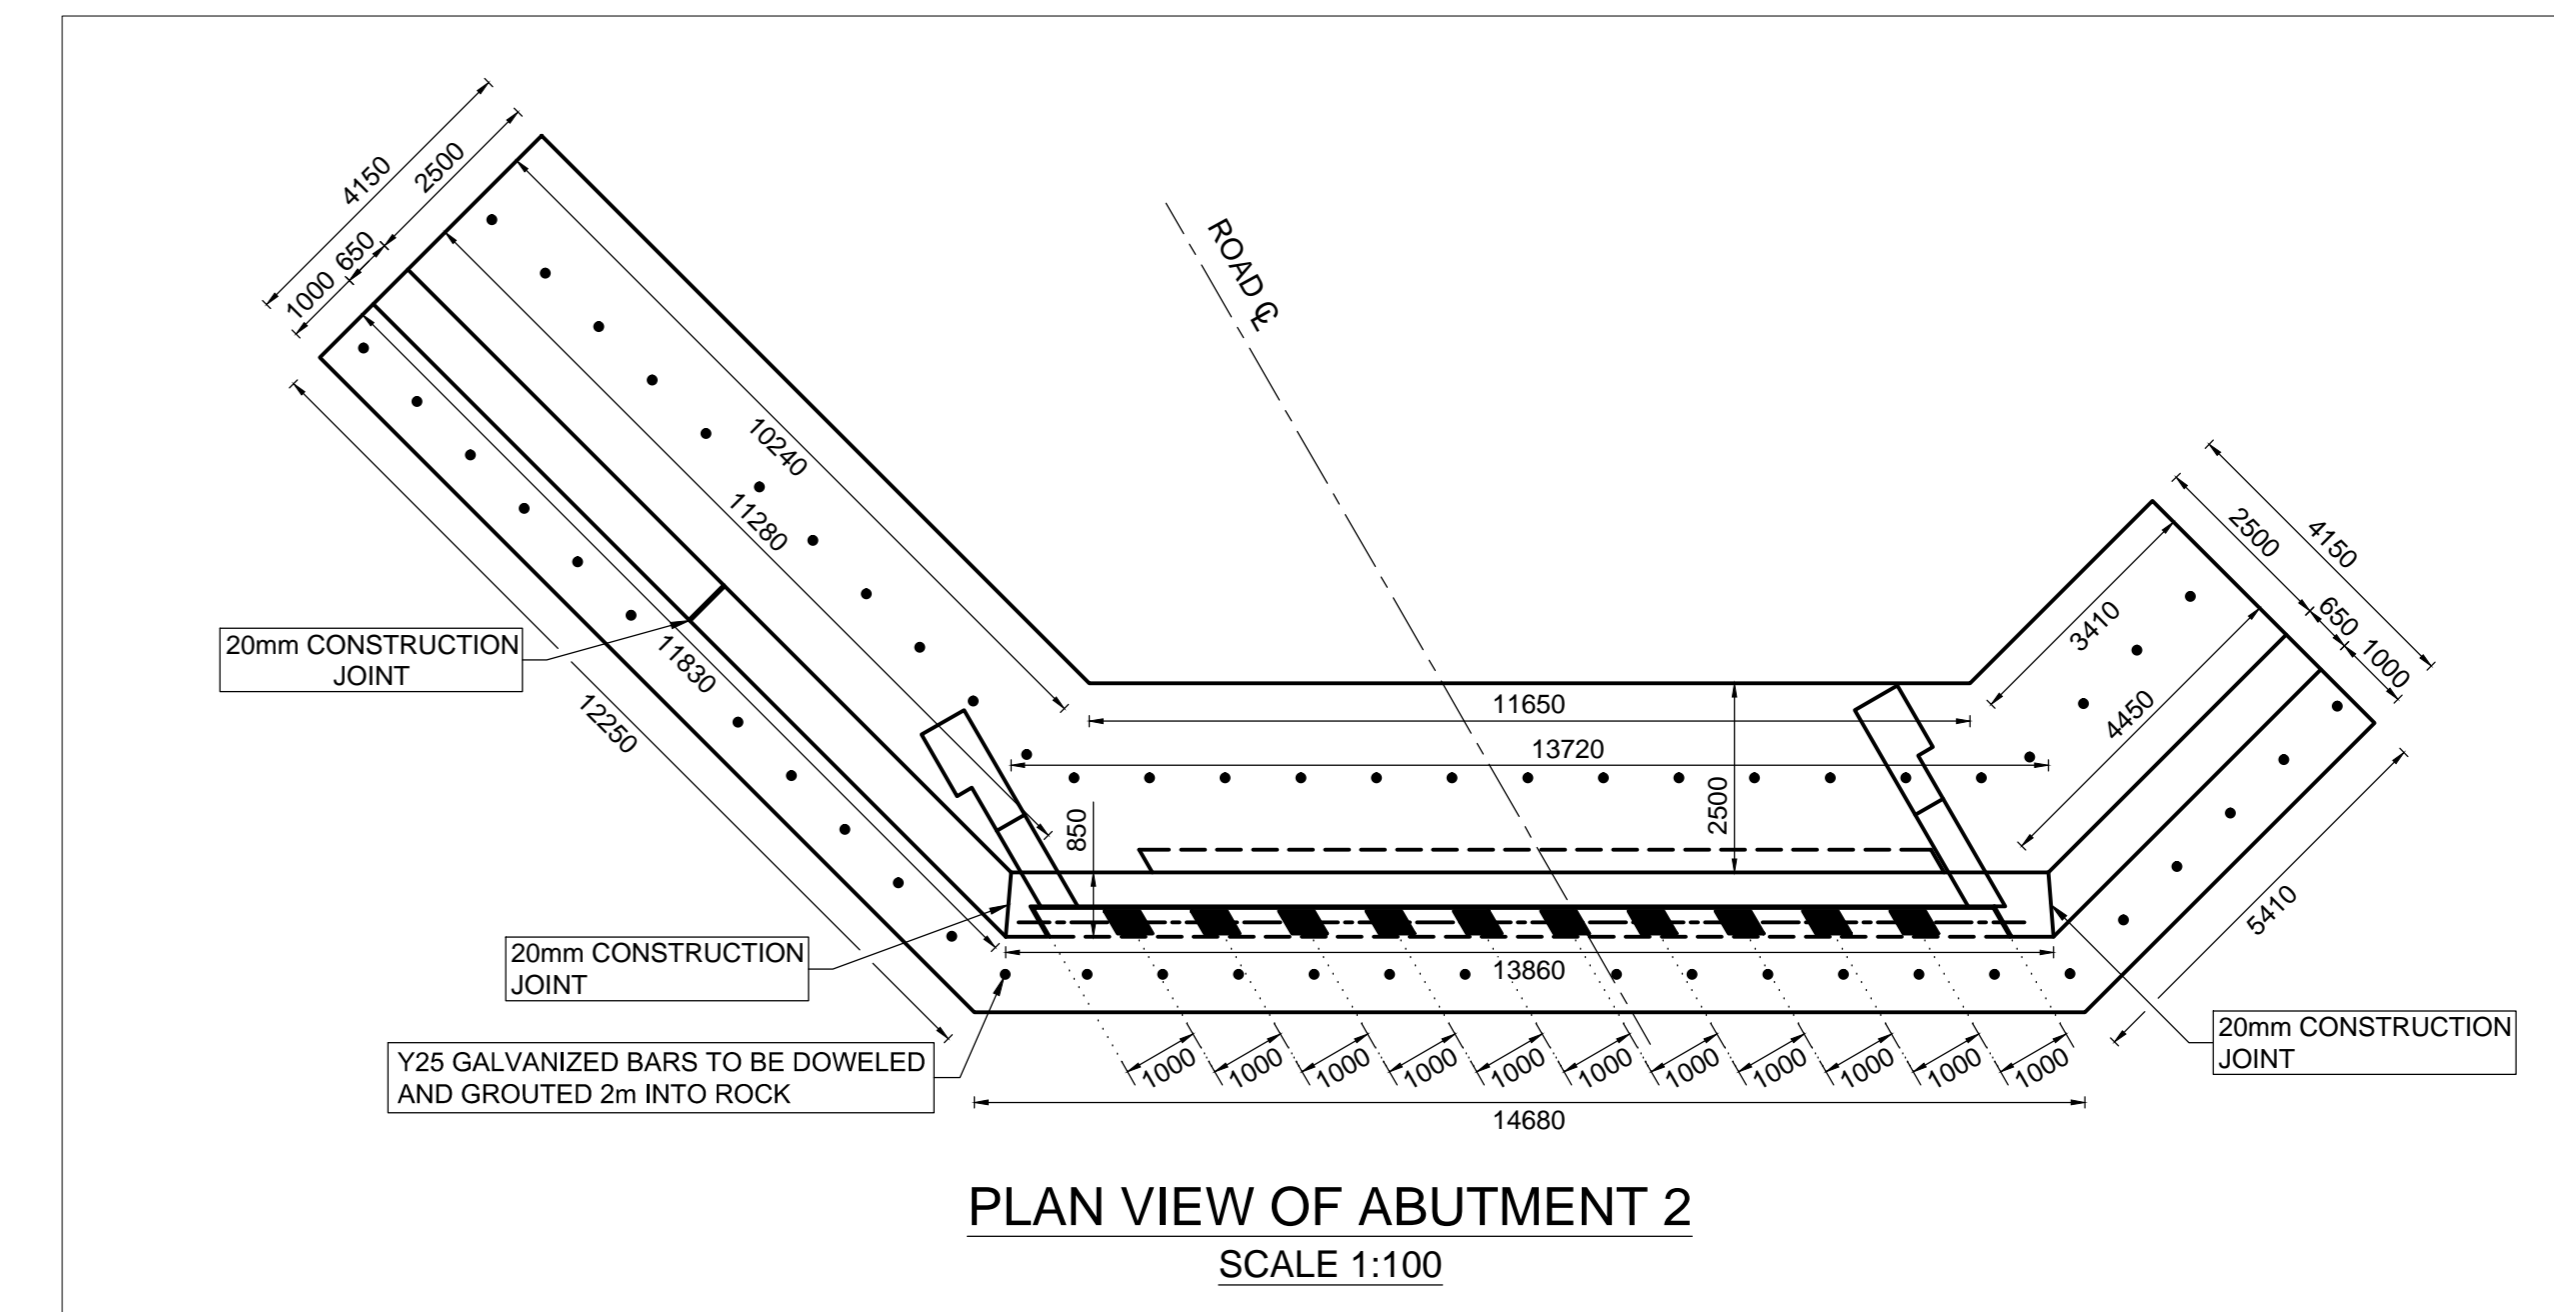 4150
2500
650
1000
ROAD ℄
10240
11280
11830
12250
20mm CONSTRUCTION
JOINT
2500
4150
650
1000
3410
4450
5410
11650
13720
2500
850
13860
20mm CONSTRUCTION
JOINT
Y25 GALVANIZED BARS TO BE DOWELED
AND GROUTED 2m INTO ROCK
20mm CONSTRUCTION
JOINT
1000
1000
1000
1000
1000
1000
1000
1000
1000
1000
1000
14680
PLAN VIEW OF ABUTMENT 2
SCALE 1:100